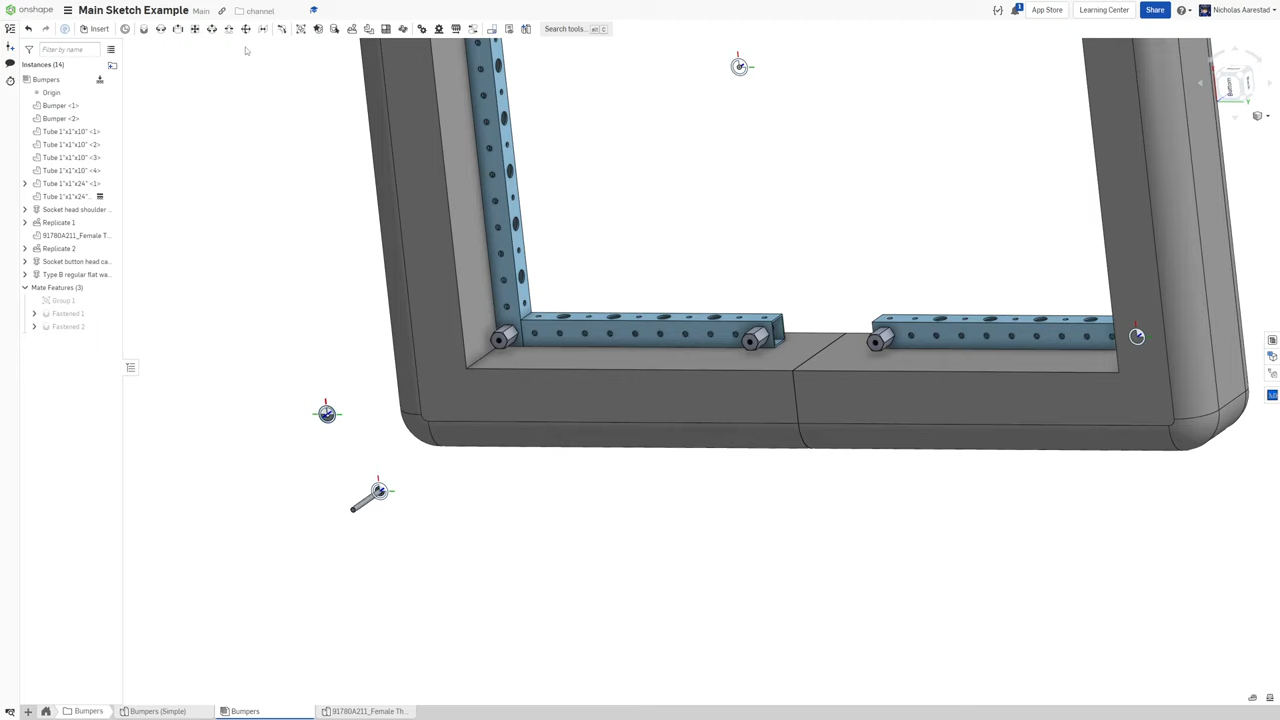 onshape
Main Sketch Example Main channel
App Store Learning Center Share Nicholas Aarestad
Insert
Search tools... alt C
Filter by name
Instances (14)
Bumpers
Origin
Bumper <1>
Bumper <2>
Tube 1"x1"x10" <1>
Tube 1"x1"x10" <2>
Tube 1"x1"x10" <3>
Tube 1"x1"x10" <4>
Tube 1"x1"x24" <1>
Tube 1"x1"x24"...
Socket head shoulder ...
Replicate 1
91780A211_Female T...
Replicate 2
Socket button head ca...
Type B regular flat wa...
Mate Features (3)
Group 1
Fastened 1
Fastened 2
Bottom
Bumpers Bumpers (Simple) Bumpers 91780A211_Female Th...